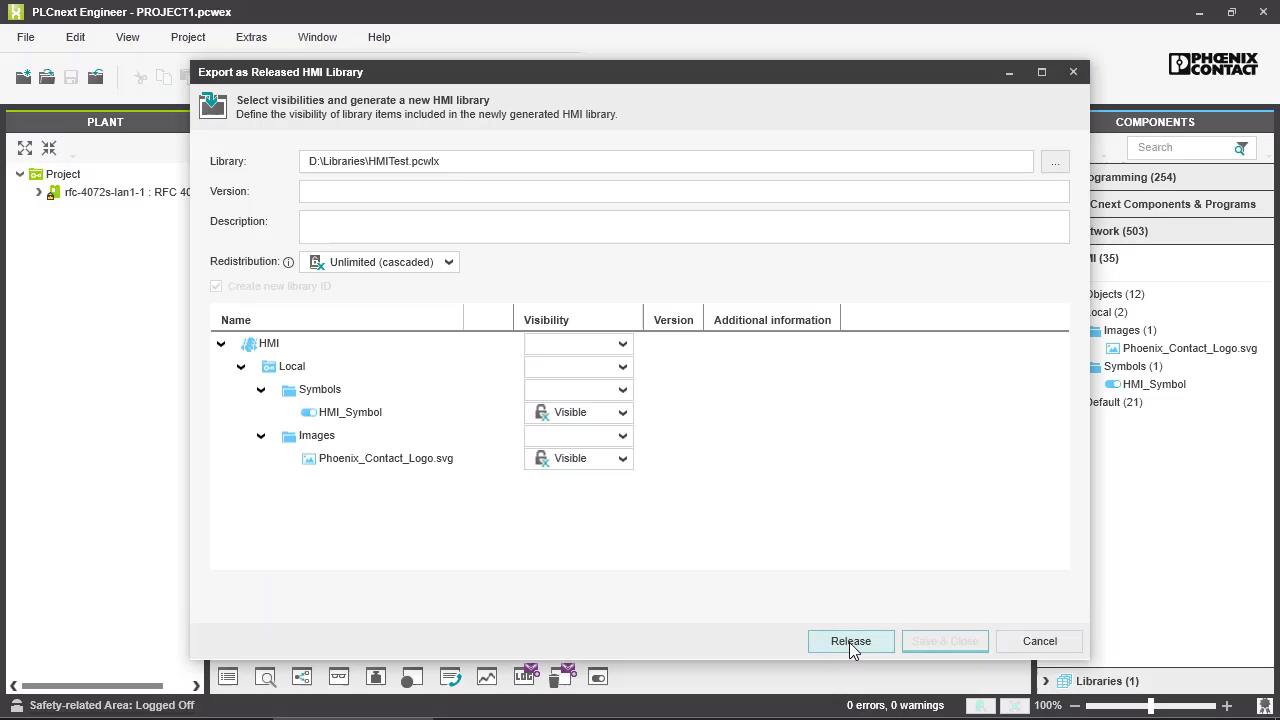 PLCnext Engineer - PROJECT1.pcwex
File Edit View Project Extras Window Help
PHOENIX CONTACT
PLANT
Project
rfc-4072s-lan1-1 : RFC 40
Export as Released HMI Library
Select visibilities and generate a new HMI library
Define the visibility of library items included in the newly generated HMI library.
Library: D:\Libraries\HMITest.pcwlx ...
Version:
Description:
Redistribution: Unlimited (cascaded)
Create new library ID
Name Visibility Version Additional information
HMI
Local
Symbols
HMI_Symbol Visible
Images
Phoenix_Contact_Logo.svg Visible
Release Save & Close Cancel
COMPONENTS
Search
ogramming (254)
Cnext Components & Programs
twork (503)
MI (35)
Objects (12)
ocal (2)
Images (1)
Phoenix_Contact_Logo.svg
Symbols (1)
HMI_Symbol
Default (21)
LOG
Libraries (1)
Safety-related Area: Logged Off
0 errors, 0 warnings
100%